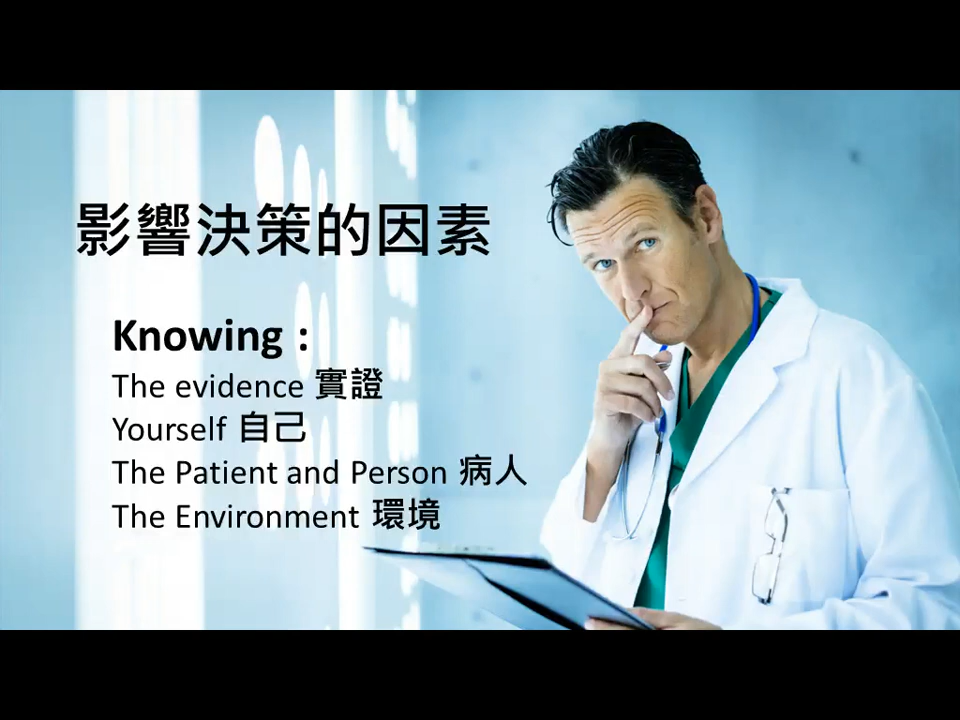 影響決策的因素
Knowing：
The evidence 實證
Yourself 自己
The Patient and Person 病人
The Environment 環境